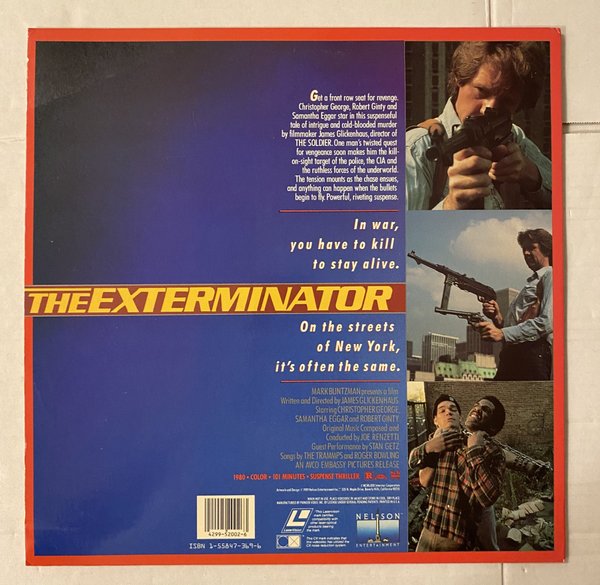 Get a front row seat for revenge.
Christopher George, Robert Ginty and
Samantha Eggar star in this suspenseful
tale of intrigue and cold-blooded murder
by filmmaker James Glickenhaus, director of
THE SOLDIER. One man's twisted quest
for vengeance soon makes him the kill-
on-sight target of the police, the CIA and
the ruthless forces of the underworld.
The tension mounts as the chase ensues,
and anything can happen when the bullets
begin to fly. Powerful, riveting suspense.
In war,
you have to kill
to stay alive.
THE EXTERMINATOR
On the streets
of New York,
it's often the same.
MARK BUNTZMAN presents a film
Written and Directed by JAMES GLICKENHAUS
Starring CHRISTOPHER GEORGE,
SAMANTHA EGGAR and ROBERT GINTY
Original Music Composed and
Conducted by JOE RENZETTI
Guest Performance by STAN GETZ
Songs by THE TRAMMPS and ROGER BOWLING
AN AVCO EMBASSY PICTURES RELEASE
1980 • COLOR • 101 MINUTES • SUSPENSE THRILLER R
4299-52002-6
ISBN 1-55847-369-6
LaserVision
NELSON
ENTERTAINMENT